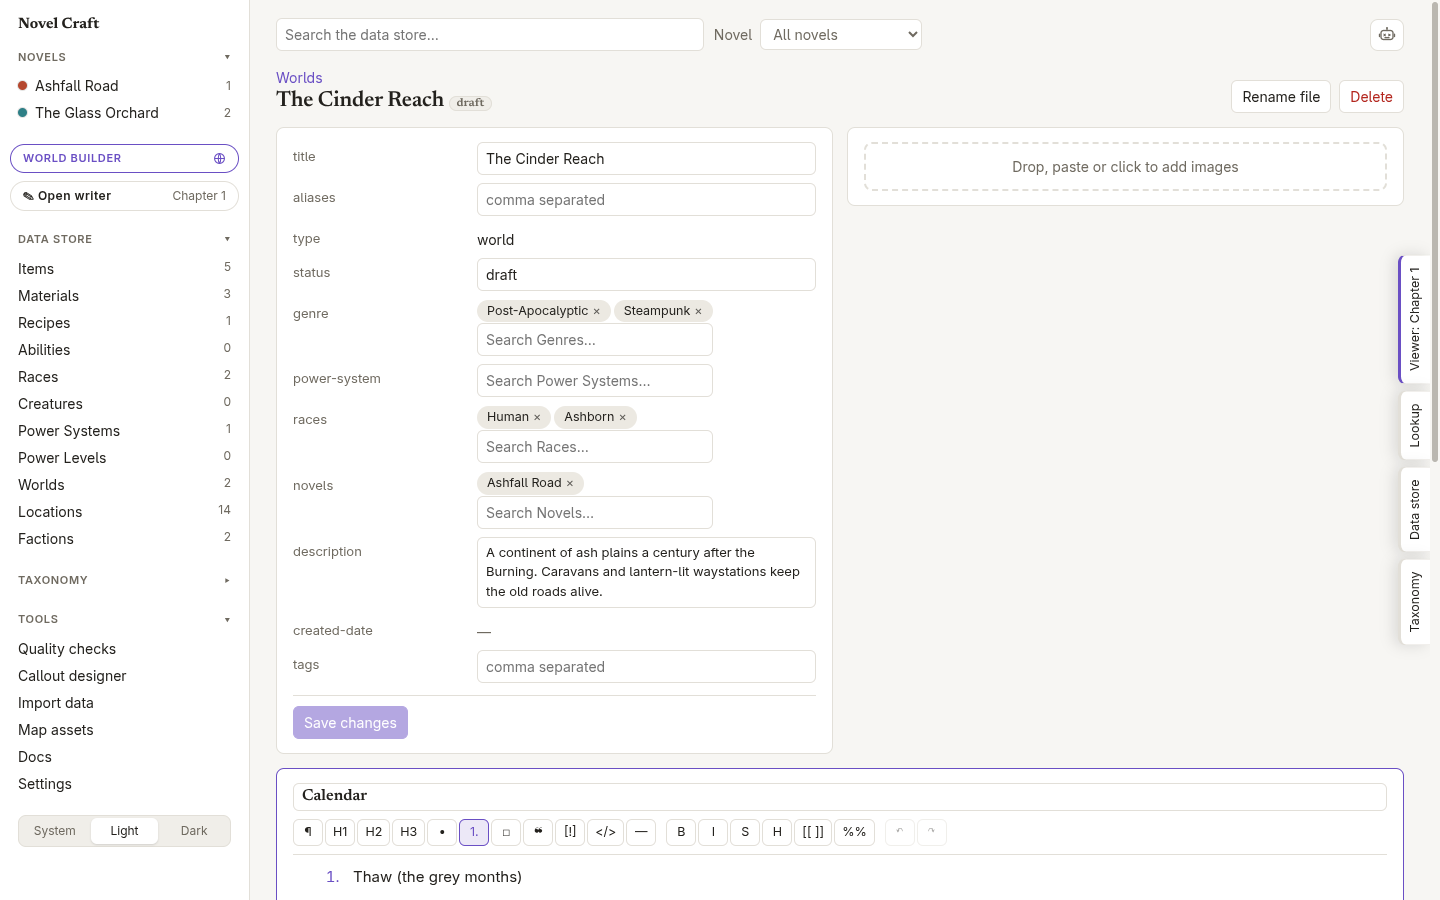 Novel Craft
NOVELS
Ashfall Road 1
The Glass Orchard 2
WORLD BUILDER
Open writer Chapter 1
DATA STORE
Items 5
Materials 3
Recipes 1
Abilities 0
Races 2
Creatures 0
Power Systems 1
Power Levels 0
Worlds 2
Locations 14
Factions 2
TAXONOMY
TOOLS
Quality checks
Callout designer
Import data
Map assets
Docs
Settings
System Light Dark
Search the data store...
Novel All novels
Worlds
The Cinder Reach draft
Rename file Delete
title The Cinder Reach
aliases comma separated
type world
status draft
genre Post-Apocalyptic × Steampunk ×
Search Genres...
power-system Search Power Systems...
races Human × Ashborn ×
Search Races...
novels Ashfall Road ×
Search Novels...
description A continent of ash plains a century after the
Burning. Caravans and lantern-lit waystations keep
the old roads alive.
created-date —
tags comma separated
Save changes
Drop, paste or click to add images
Calendar
¶ H1 H2 H3 • 1. □ ❝ [!] </> — B I S H [[ ]] %% ↶ ↷
1. Thaw (the grey months)
Viewer: Chapter 1
Lookup
Data store
Taxonomy